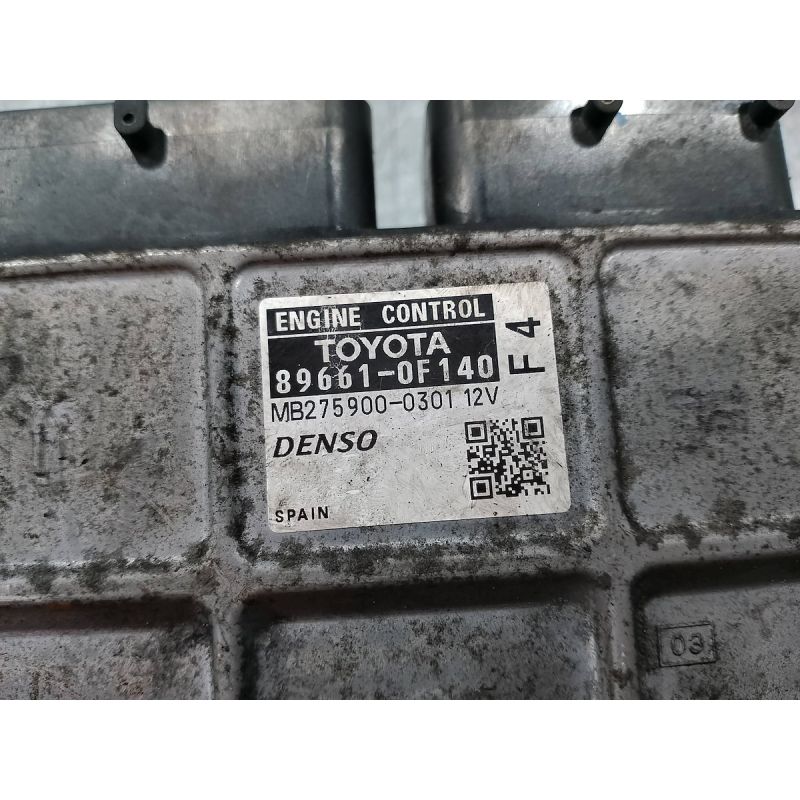 ENGINE CONTROL
TOYOTA
89661-0F140
F4
MB275900-0301 12V
DENSO
SPAIN
03